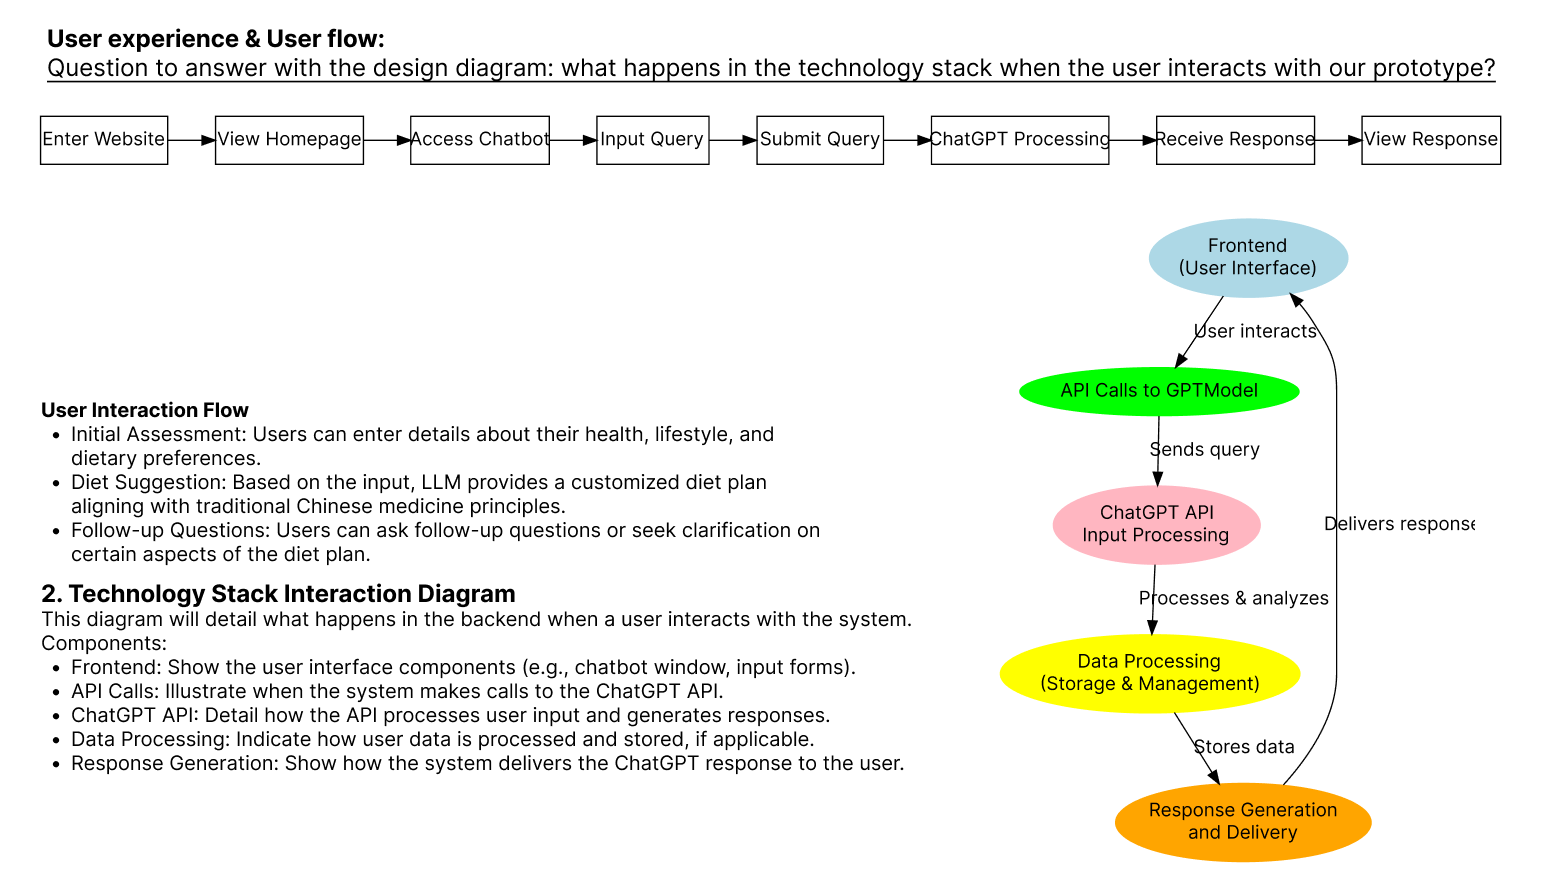 User experience & User flow:
Question to answer with the design diagram: what happens in the technology stack when the user interacts with our prototype?
Enter Website
View Homepage
Access Chatbot
Input Query
Submit Query
ChatGPT Processing
Receive Response
View Response
Frontend
(User Interface)
User interacts
API Calls to GPTModel
Sends query
ChatGPT API
Input Processing
Delivers response
Processes & analyzes
Data Processing
(Storage & Management)
Stores data
Response Generation
and Delivery
User Interaction Flow
• Initial Assessment: Users can enter details about their health, lifestyle, and
dietary preferences.
• Diet Suggestion: Based on the input, LLM provides a customized diet plan
aligning with traditional Chinese medicine principles.
• Follow-up Questions: Users can ask follow-up questions or seek clarification on
certain aspects of the diet plan.
2. Technology Stack Interaction Diagram
This diagram will detail what happens in the backend when a user interacts with the system.
Components:
• Frontend: Show the user interface components (e.g., chatbot window, input forms).
• API Calls: Illustrate when the system makes calls to the ChatGPT API.
• ChatGPT API: Detail how the API processes user input and generates responses.
• Data Processing: Indicate how user data is processed and stored, if applicable.
• Response Generation: Show how the system delivers the ChatGPT response to the user.